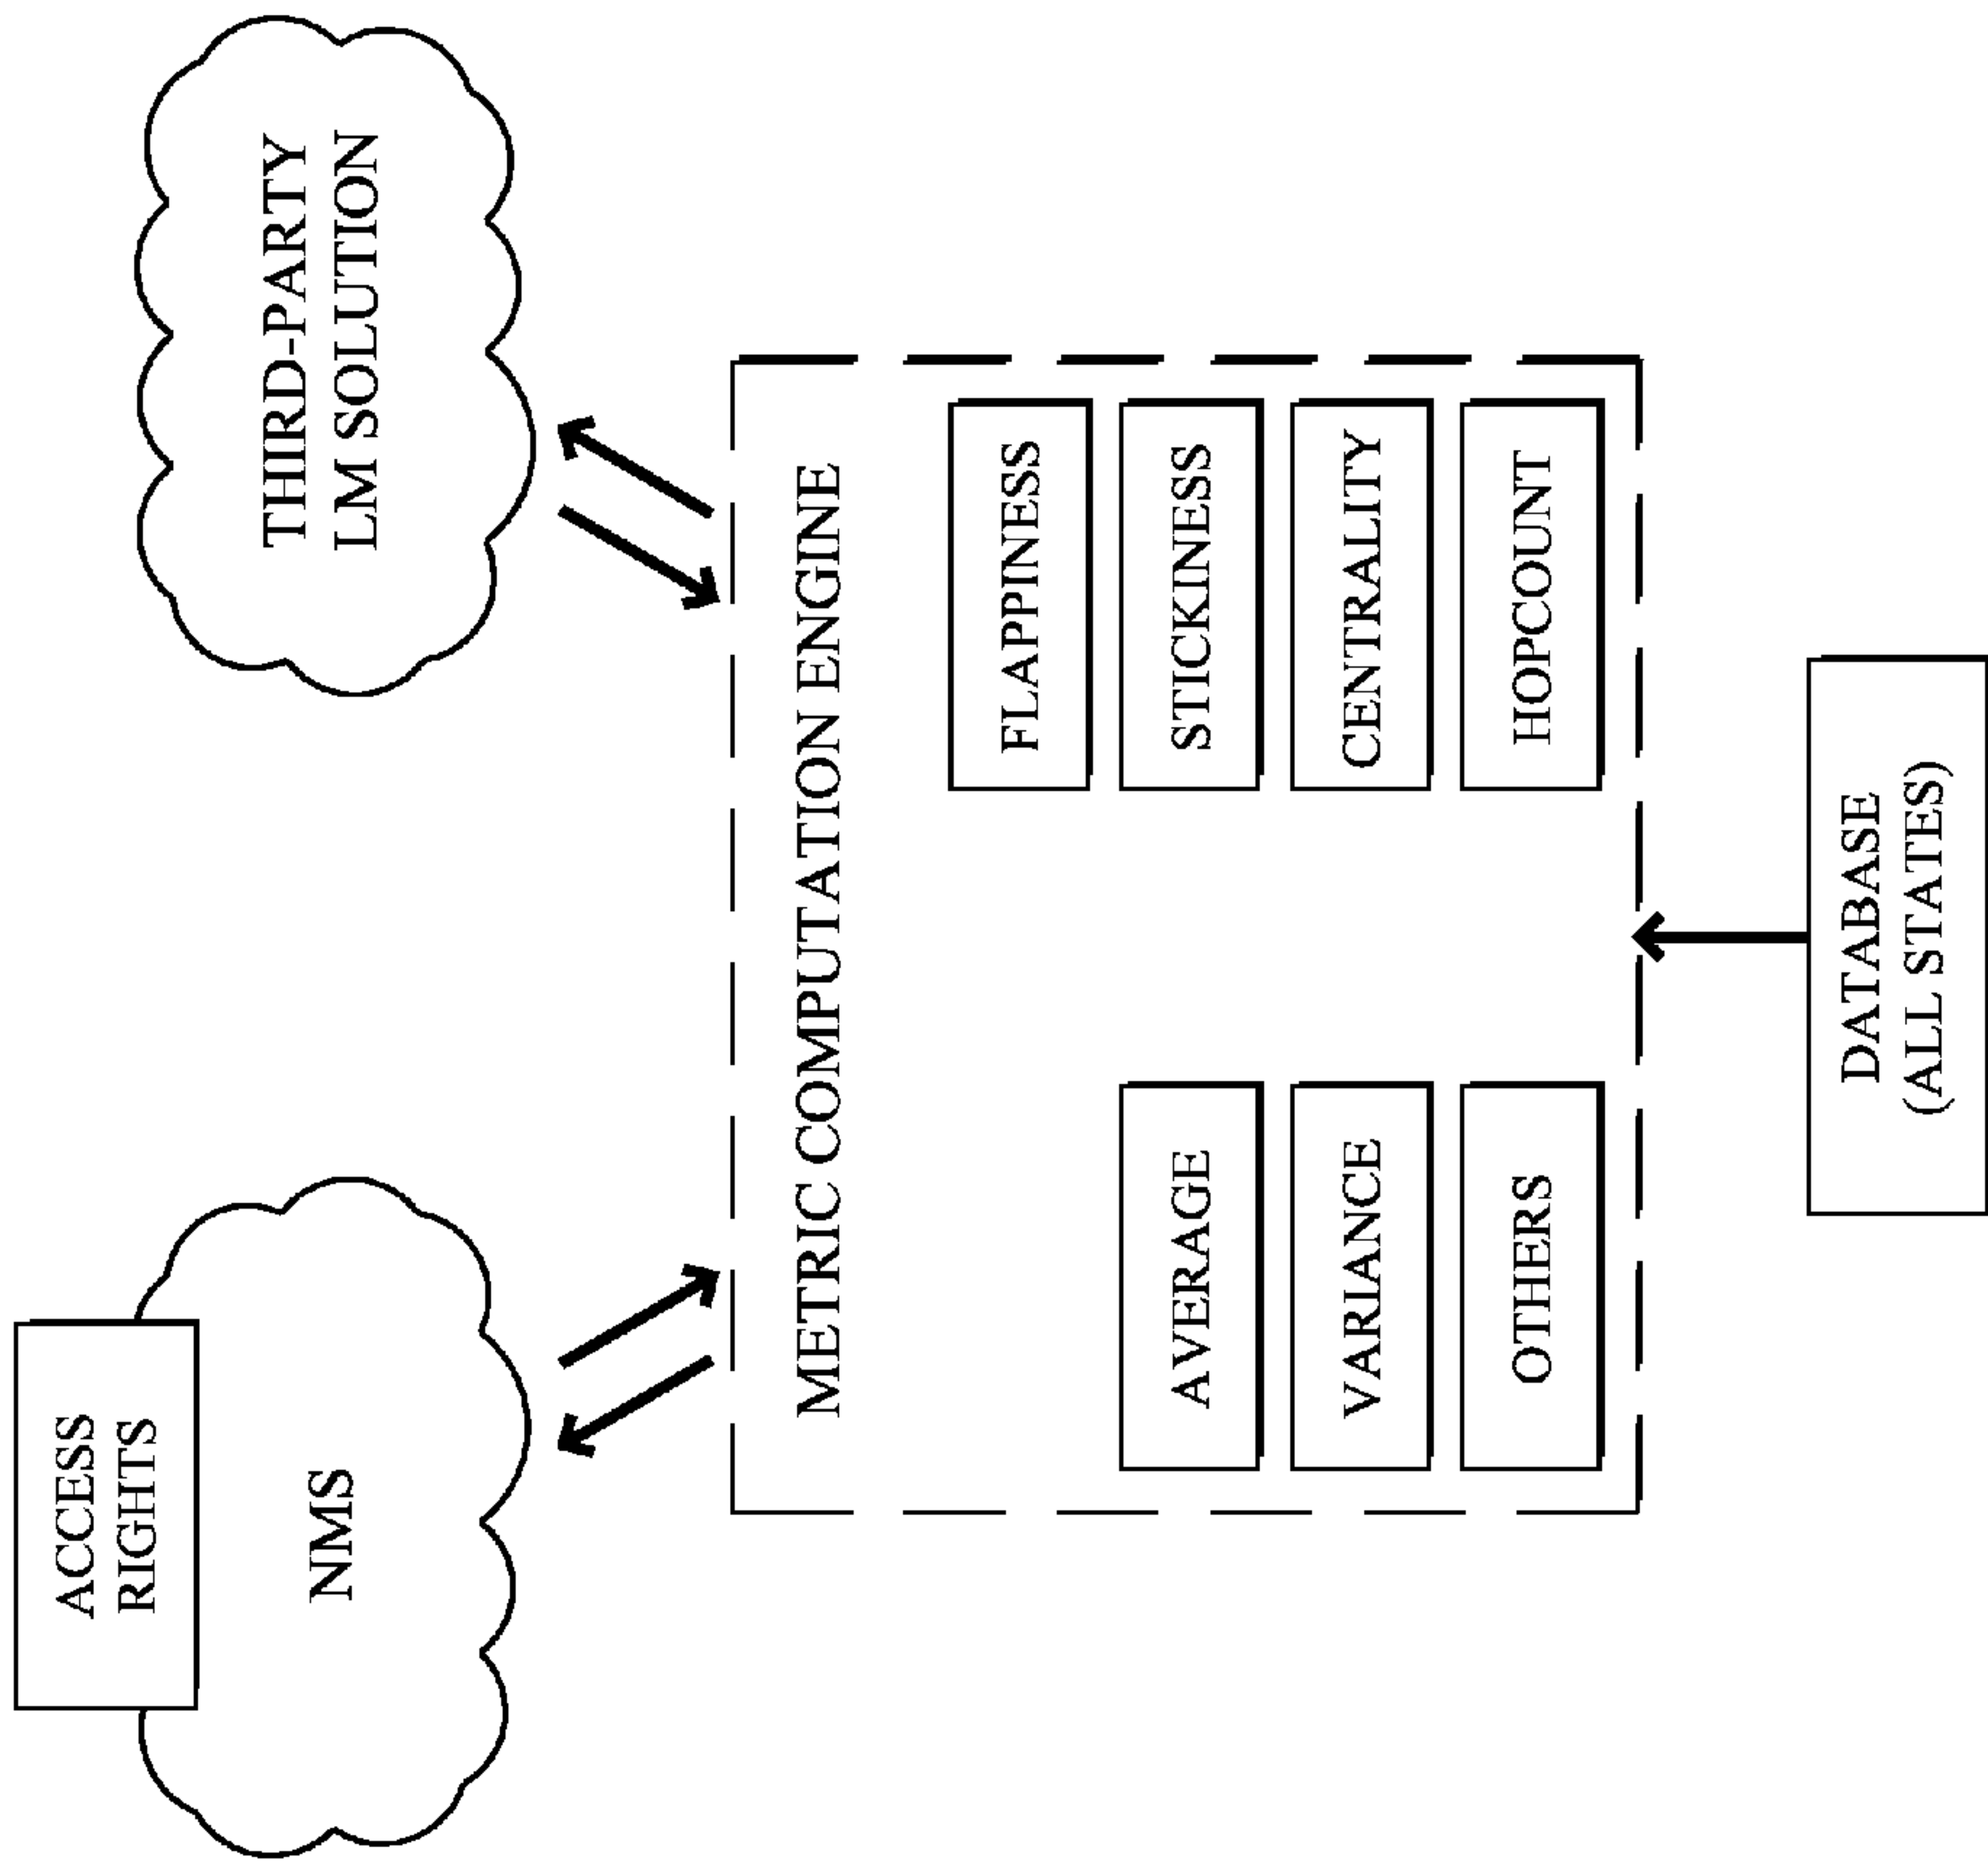 ACCESS
RIGHTS
NMS
THIRD-PARTY
LM SOLUTION
METRIC COMPUTATION ENGINE
AVERAGE
VARIANCE
OTHERS
FLAPPINESS
STICKINESS
CENTRALITY
HOPCOUNT
DATABASE
(ALL STATES)